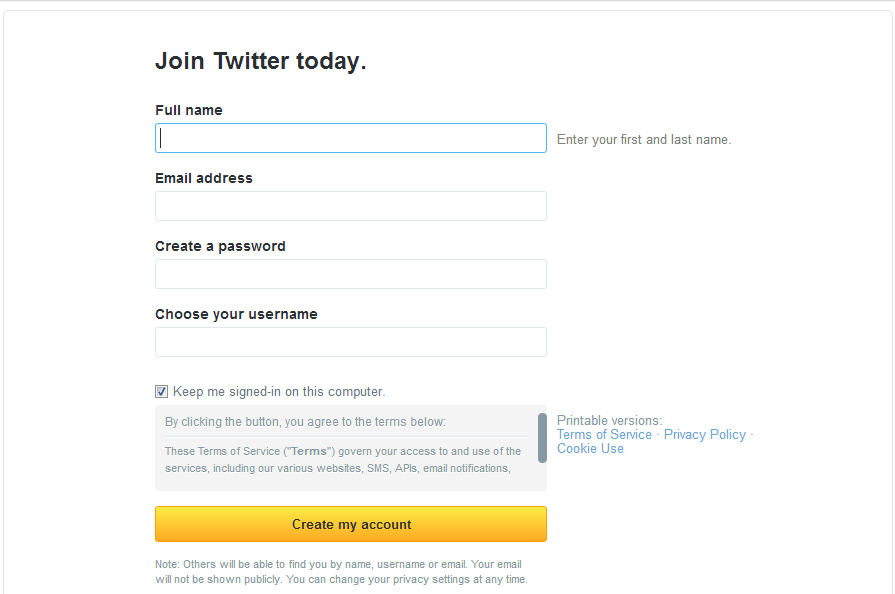 Join Twitter today.
Full name
Enter your first and last name.
Email address
Create a password
Choose your username
Keep me signed-in on this computer.
By clicking the button, you agree to the terms below:
These Terms of Service ("Terms") govern your access to and use of the
services, including our various websites, SMS, APIs, email notifications,
Printable versions:
Terms of Service · Privacy Policy ·
Cookie Use
Create my account
Note: Others will be able to find you by name, username or email. Your email
will not be shown publicly. You can change your privacy settings at any time.